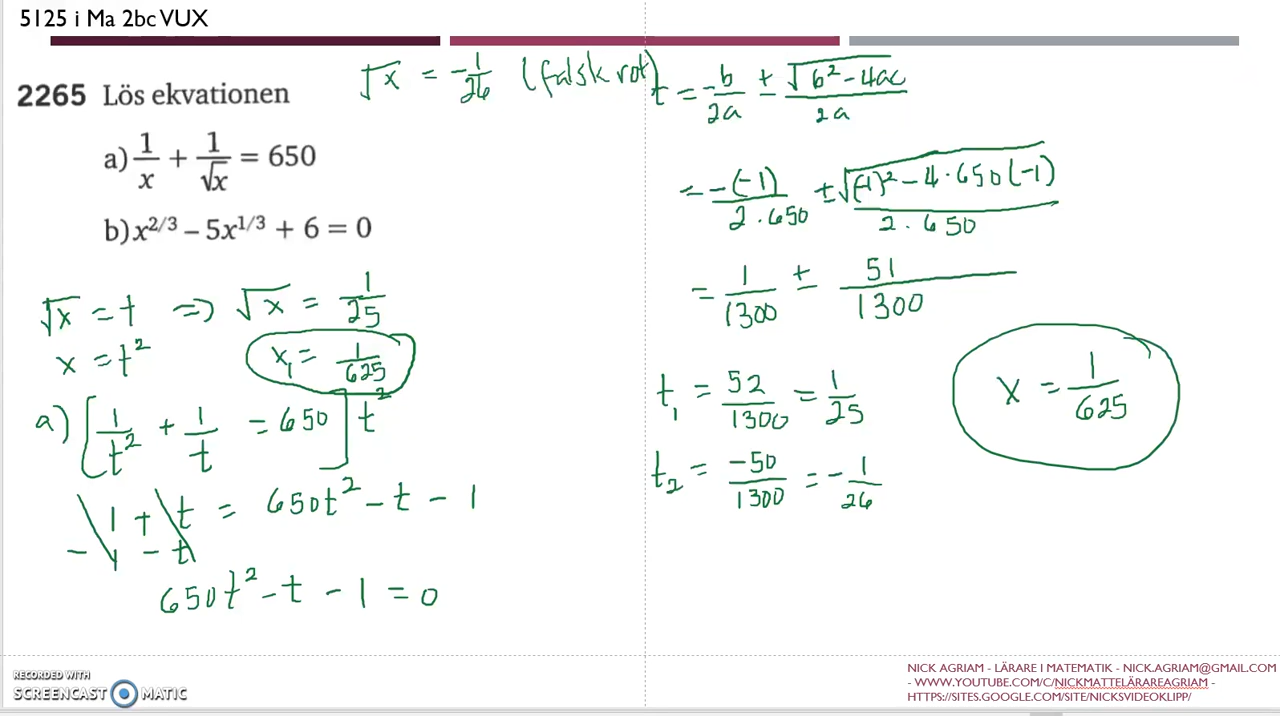 5125 i Ma 2bc VUX
2265 Lös ekvationen
a) 1/x + 1/√x = 650
b) x^2/3 – 5x^1/3 + 6 = 0
√x = -1/26 (falsk rot)
√x = t => √x = 1/25
x = t² x₁ = 1/625
a) [1/t² + 1/t = 650] t²
1 + t = 650t² - t - 1
- 1 - t
650t² - t - 1 = 0
t = -b/2a ± √b² - 4ac/2a
= -(-1)/2·650 ± √(-1)² - 4·650(-1)/2·650
= 1/1300 ± 51/1300
t₁ = 52/1300 = 1/25
t₂ = -50/1300 = -1/26
x = 1/625
RECORDED WITH
SCREENCAST MATIC
NICK AGRIAM - LÄRARE I MATEMATIK - NICK.AGRIAM@GMAIL.COM
- WWW.YOUTUBE.COM/C/NICKMATTELÄRAREAGRIAM -
HTTPS://SITES.GOOGLE.COM/SITE/NICKSVIDEOKLIPP/